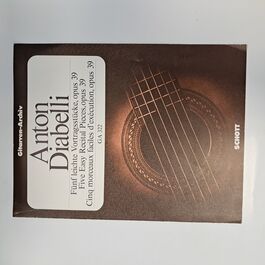 Gitarren-Archiv
Anton
Diabelli
Fünf leichte Vortragsstücke, opus 39
Five Easy Recital Pieces, opus 39
Cinq morceaux faciles d'exécution, opus 39
GA 322
SCHOTT